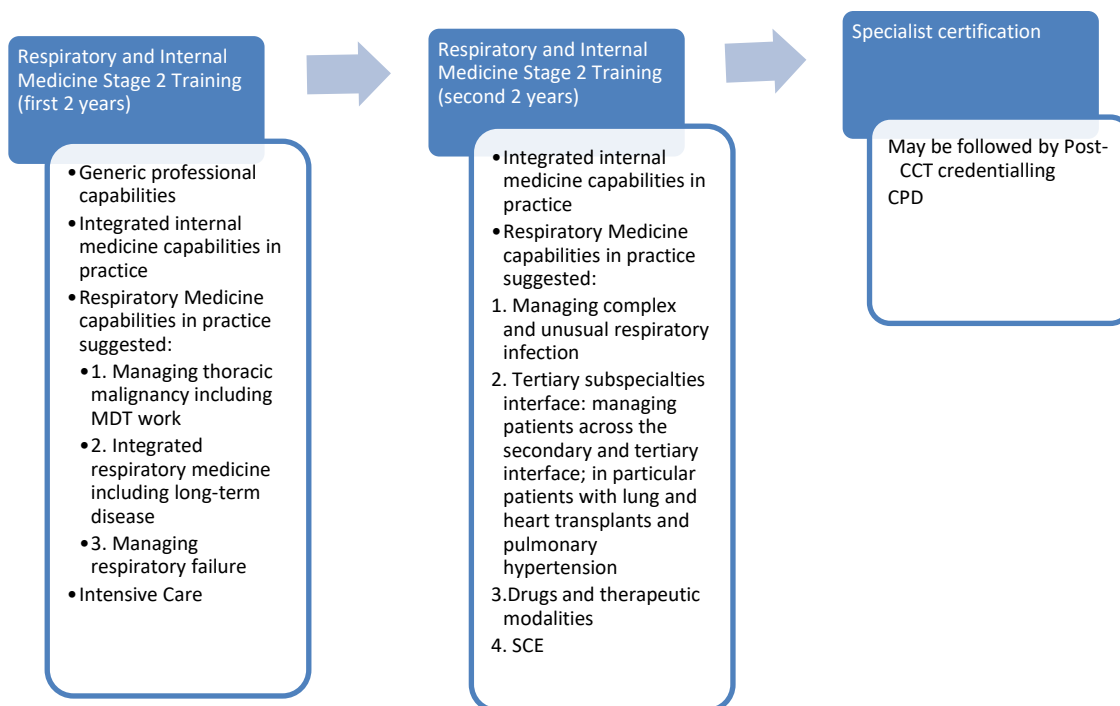 Respiratory and Internal
Medicine Stage 2 Training
(first 2 years)
•Generic professional
capabilities
•Integrated internal
medicine capabilities in
practice
•Respiratory Medicine
capabilities in practice
suggested:
•1. Managing thoracic
malignancy including
MDT work
•2. Integrated
respiratory medicine
including long-term
disease
•3. Managing
respiratory failure
•Intensive Care
Respiratory and Internal
Medicine Stage 2 Training
(second 2 years)
•Integrated internal
medicine capabilities in
practice
•Respiratory Medicine
capabilities in practice
suggested:
1. Managing complex
and unusual respiratory
infection
2. Tertiary subspecialties
interface: managing
patients across the
secondary and tertiary
interface; in particular
patients with lung and
heart transplants and
pulmonary
hypertension
3.Drugs and therapeutic
modalities
4. SCE
Specialist certification
May be followed by Post-
CCT credentialling
CPD